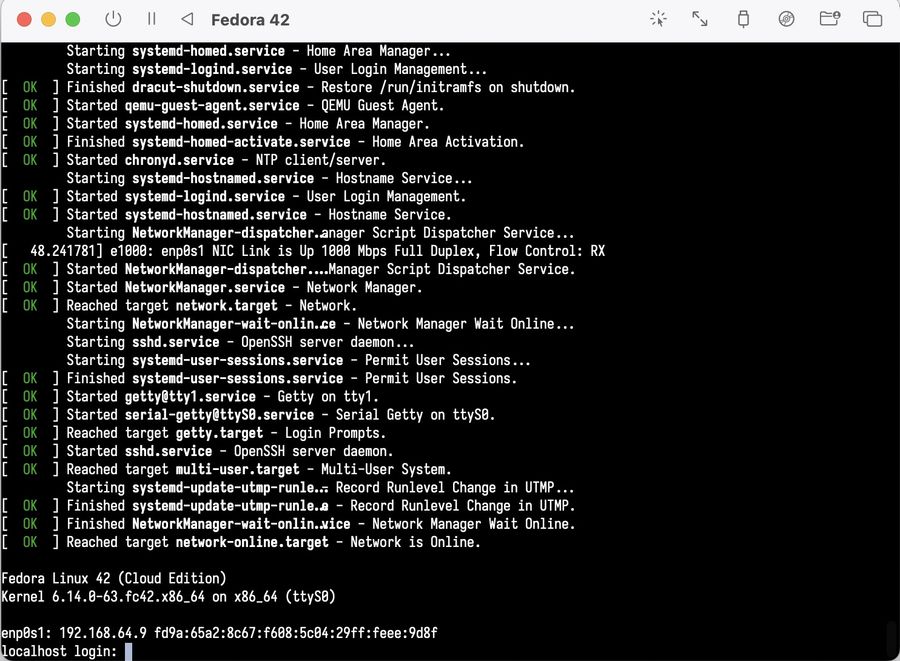 Fedora 42
Starting systemd-homed.service - Home Area Manager...
Starting systemd-logind.service - User Login Management...
[  OK  ] Finished dracut-shutdown.service - Restore /run/initramfs on shutdown.
[  OK  ] Started qemu-guest-agent.service - QEMU Guest Agent.
[  OK  ] Started systemd-homed.service - Home Area Manager.
[  OK  ] Finished systemd-homed-activate.service - Home Area Activation.
[  OK  ] Started chronyd.service - NTP client/server.
Starting systemd-hostnamed.service - Hostname Service...
[  OK  ] Started systemd-logind.service - User Login Management.
[  OK  ] Started systemd-hostnamed.service - Hostname Service.
Starting NetworkManager-dispatcher…anager Script Dispatcher Service...
[   48.241781] e1000: enp0s1 NIC Link is Up 1000 Mbps Full Duplex, Flow Control: RX
[  OK  ] Started NetworkManager-dispatcher.…Manager Script Dispatcher Service.
[  OK  ] Started NetworkManager.service - Network Manager.
[  OK  ] Reached target network.target - Network.
Starting NetworkManager-wait-onlin…ce - Network Manager Wait Online...
Starting sshd.service - OpenSSH server daemon...
Starting systemd-user-sessions.service - Permit User Sessions...
[  OK  ] Finished systemd-user-sessions.service - Permit User Sessions.
[  OK  ] Started getty@tty1.service - Getty on tty1.
[  OK  ] Started serial-getty@ttyS0.service - Serial Getty on ttyS0.
[  OK  ] Reached target getty.target - Login Prompts.
[  OK  ] Started sshd.service - OpenSSH server daemon.
[  OK  ] Reached target multi-user.target - Multi-User System.
Starting systemd-update-utmp-runle…- Record Runlevel Change in UTMP...
[  OK  ] Finished systemd-update-utmp-runle…e - Record Runlevel Change in UTMP.
[  OK  ] Finished NetworkManager-wait-onlin…vice - Network Manager Wait Online.
[  OK  ] Reached target network-online.target - Network is Online.
Fedora Linux 42 (Cloud Edition)
Kernel 6.14.0-63.fc42.x86_64 on x86_64 (ttyS0)
enp0s1: 192.168.64.9 fd9a:65a2:8c67:f608:5c04:29ff:feee:9d8f
localhost login: